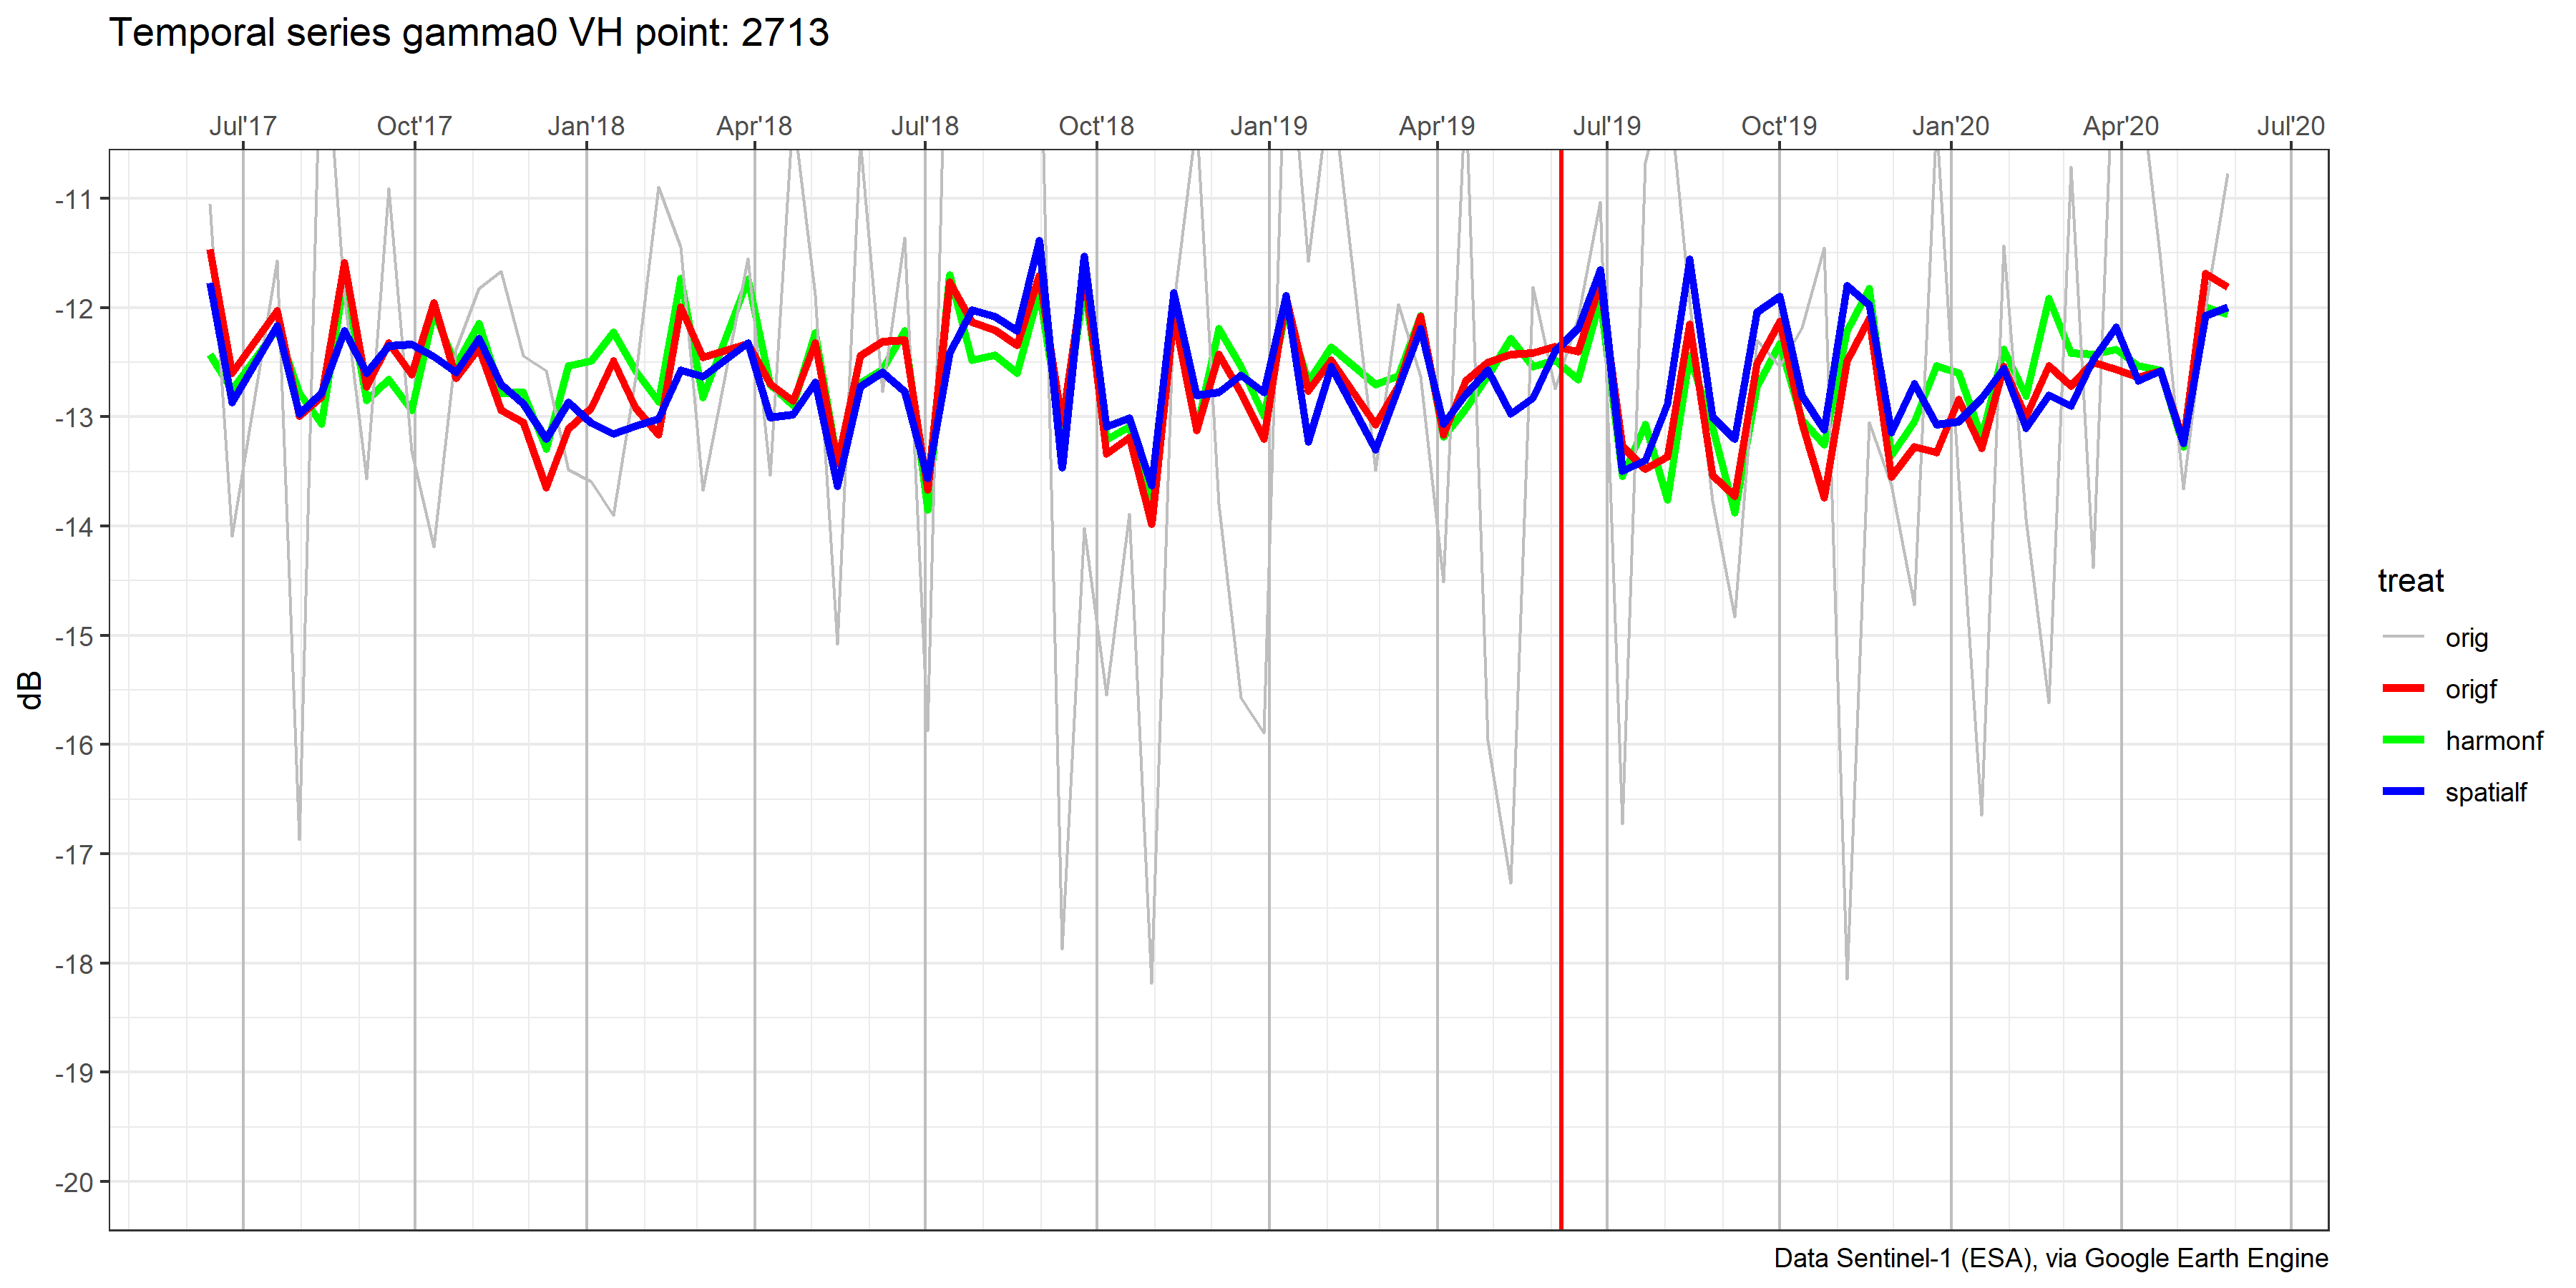 Temporal series gamma0 VH point: 2713
Jul'17 Oct'17 Jan'18 Apr'18 Jul'18 Oct'18 Jan'19 Apr'19 Jul'19 Oct'19 Jan'20 Apr'20 Jul'20
-11
-12
-13
-14
-15
-16
-17
-18
-19
-20
dB
treat
orig
origf
harmonf
spatialf
Data Sentinel-1 (ESA), via Google Earth Engine